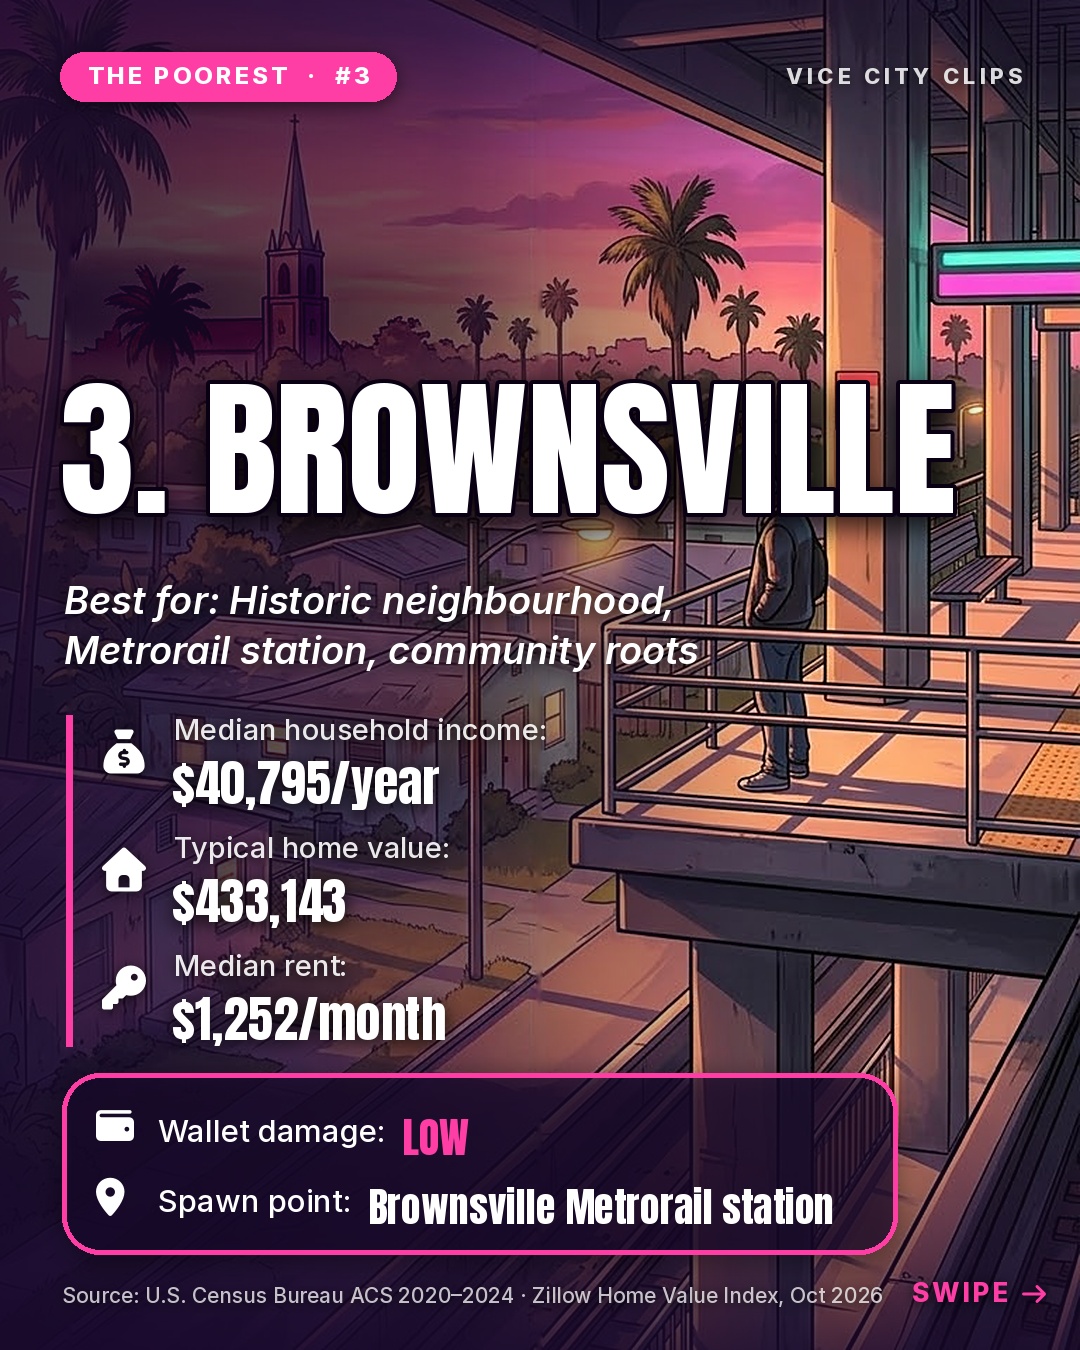 THE POOREST · #3
VICE CITY CLIPS
3. BROWNSVILLE
Best for: Historic neighbourhood,
Metrorail station, community roots
Median household income:
$40,795/year
Typical home value:
$433,143
Median rent:
$1,252/month
Wallet damage: LOW
Spawn point: Brownsville Metrorail station
Source: U.S. Census Bureau ACS 2020–2024 · Zillow Home Value Index, Oct 2026
SWIPE →